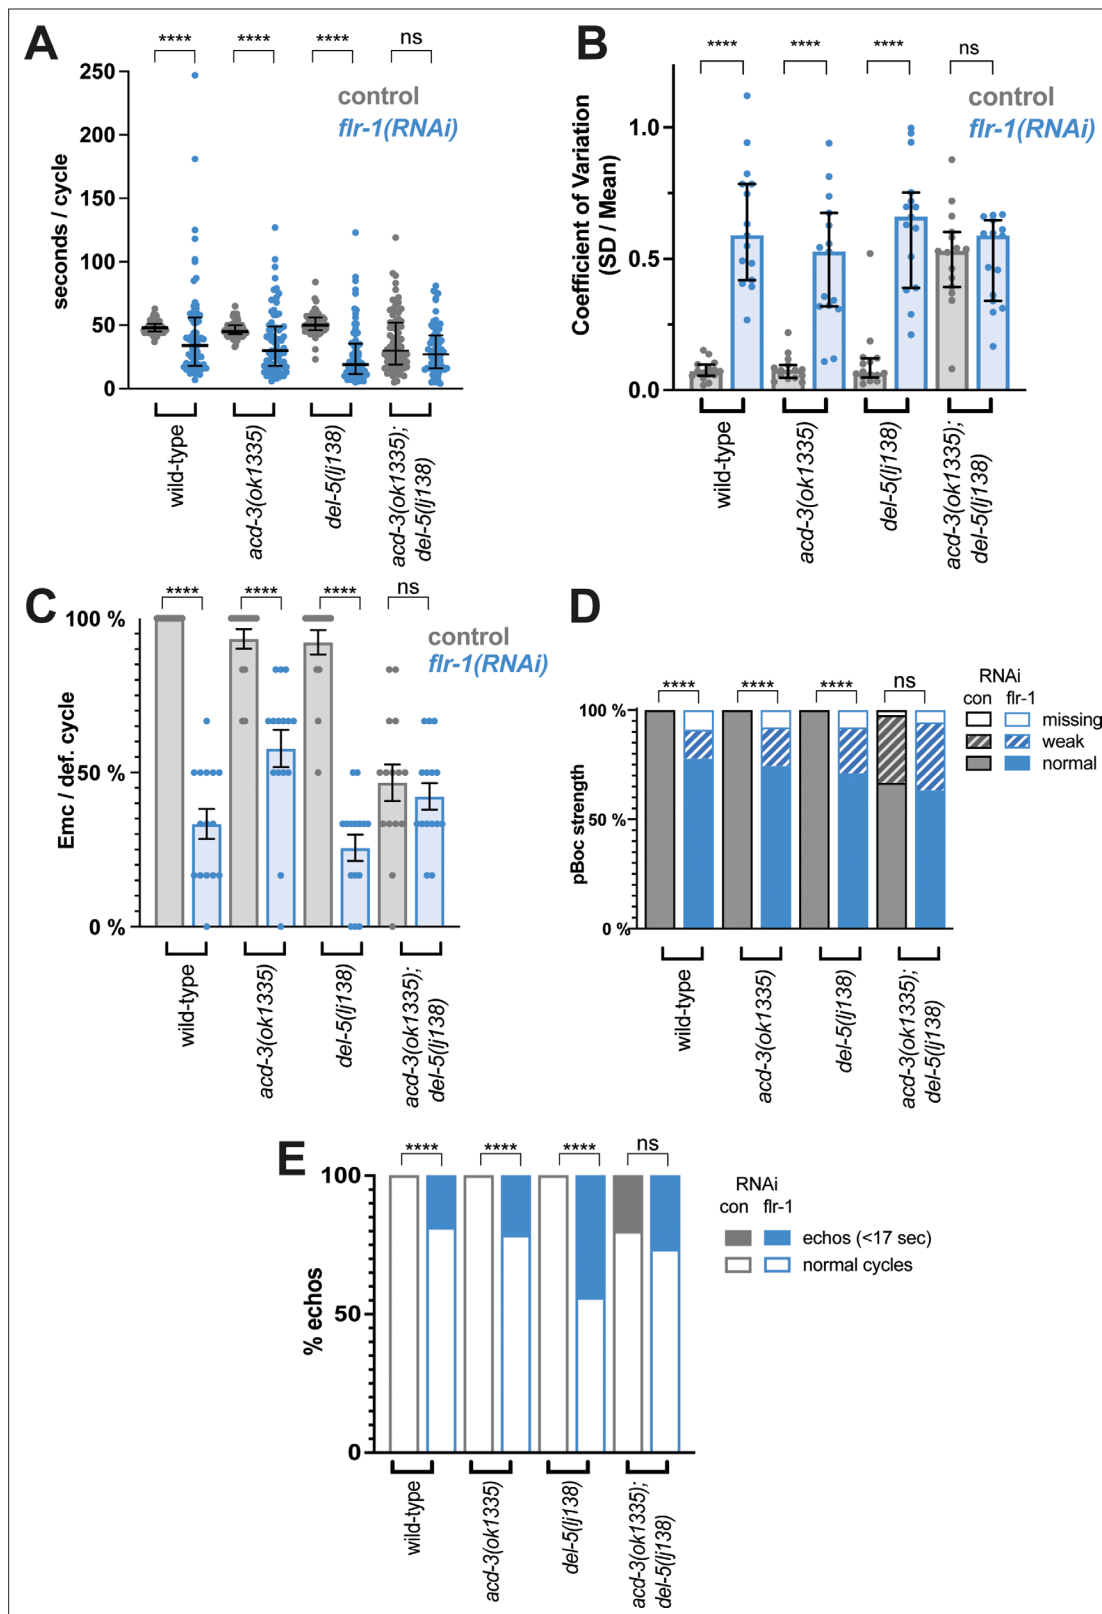 A
**** **** **** ns
control
flr-1(RNAi)
seconds / cycle
250
200
150
100
50
0
wild-type
acd-3(ok1335)
del-5(lj138)
acd-3(ok1335);
del-5(lj138)
B
**** **** **** ns
control
flr-1(RNAi)
Coefficient of Variation
(SD / Mean)
1.0
0.5
0.0
wild-type
acd-3(ok1335)
del-5(lj138)
acd-3(ok1335);
del-5(lj138)
C
**** **** **** ns
control
flr-1(RNAi)
Emc / def. cycle
100 %
50 %
0 %
wild-type
acd-3(ok1335)
del-5(lj138)
acd-3(ok1335);
del-5(lj138)
D
**** **** **** ns
RNAi
con flr-1
missing
weak
normal
pBoc strength
100 %
50 %
0 %
wild-type
acd-3(ok1335)
del-5(lj138)
acd-3(ok1335);
del-5(lj138)
E
**** **** **** ns
RNAi
con flr-1
echos (<17 sec)
normal cycles
% echos
100
50
0
wild-type
acd-3(ok1335)
del-5(lj138)
acd-3(ok1335);
del-5(lj138)